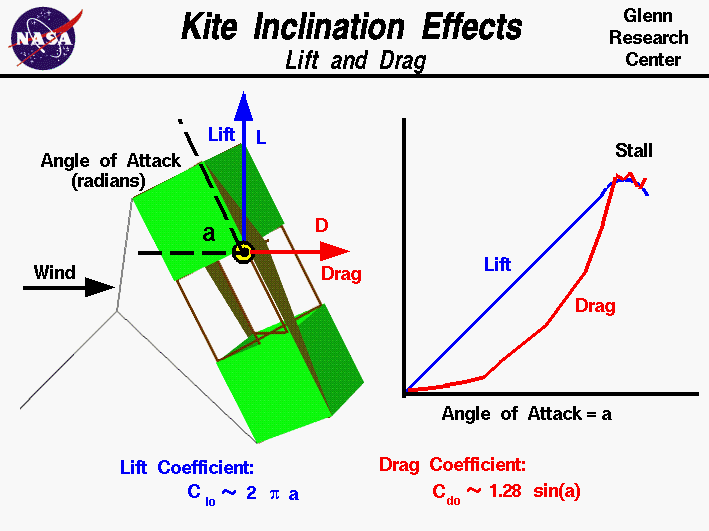 NASA
Kite Inclination Effects
Lift and Drag
Glenn
Research
Center
Lift L
Angle of Attack
(radians)
a
D
Drag
Wind
Stall
Lift
Drag
Angle of Attack = a
Lift Coefficient:
C lo ~ 2 π a
Drag Coefficient:
C do ~ 1.28 sin(a)